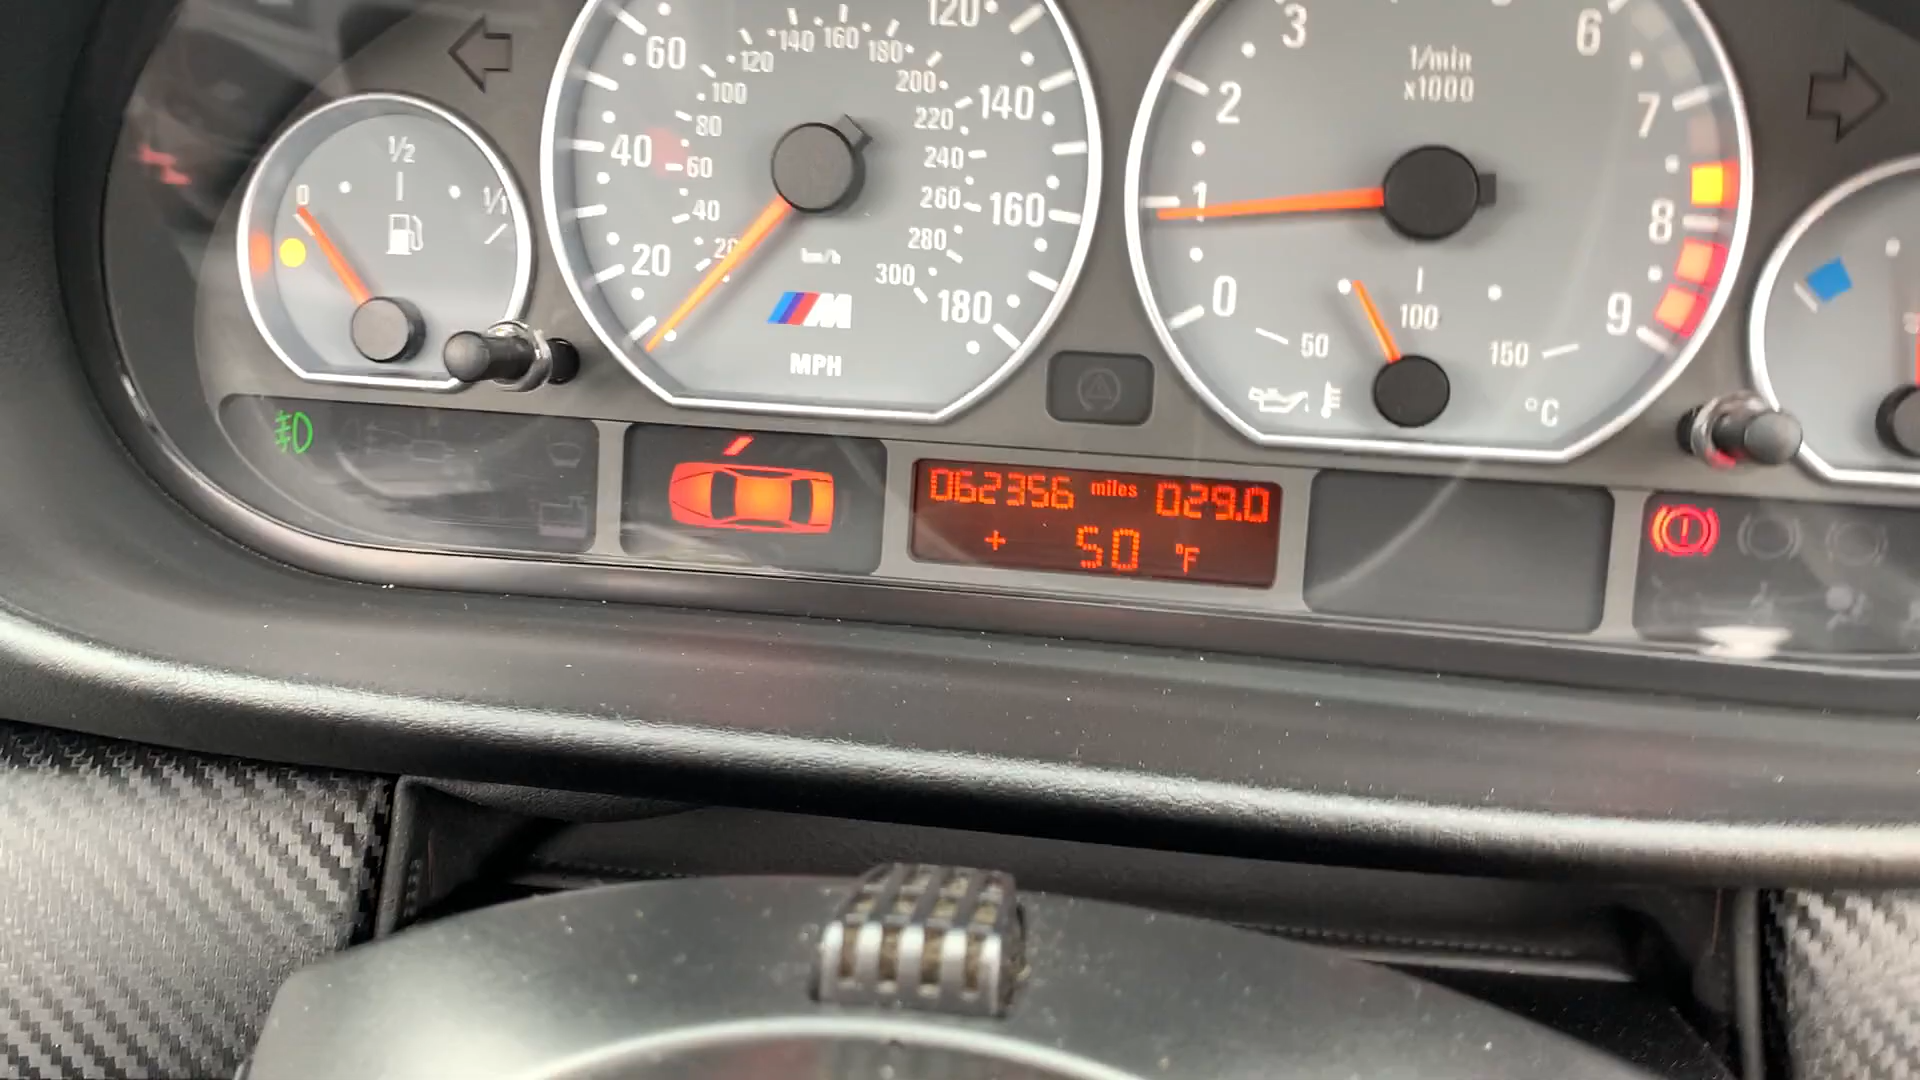 0 1/2 1/1
20 40 60 120 140 160 180
20 40 60 80 100 120 140 160 180 200 220 240 260 280 300
km/h
M
MPH
0 1 2 3 6 7 8 9
1/min
x1000
50 100 150
°C
062356 miles 029.0
+ 50 °F